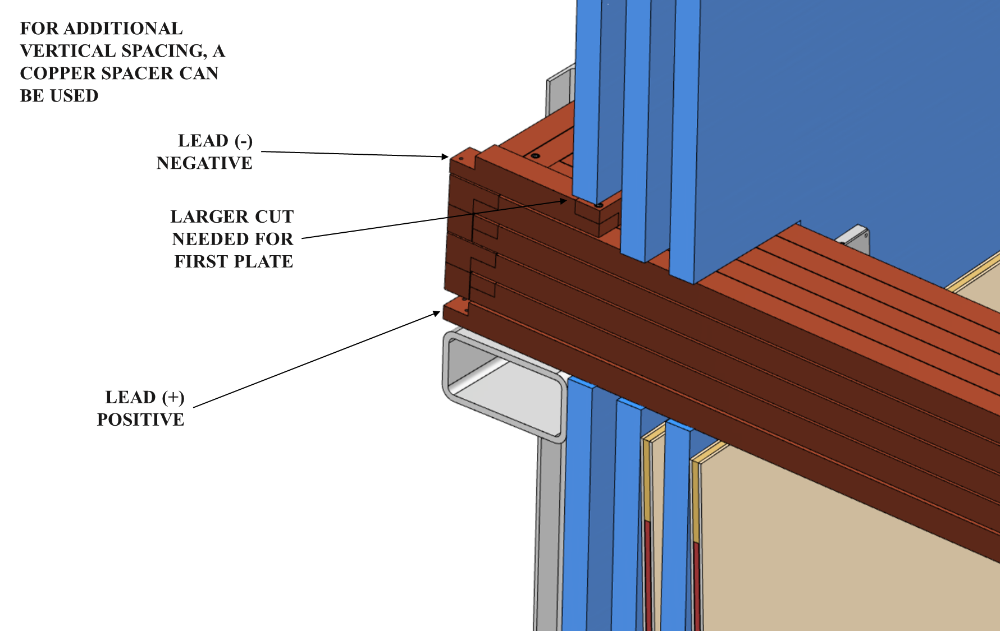 FOR ADDITIONAL
VERTICAL SPACING, A
COPPER SPACER CAN
BE USED
LEAD (-)
NEGATIVE
LARGER CUT
NEEDED FOR
FIRST PLATE
LEAD (+)
POSITIVE